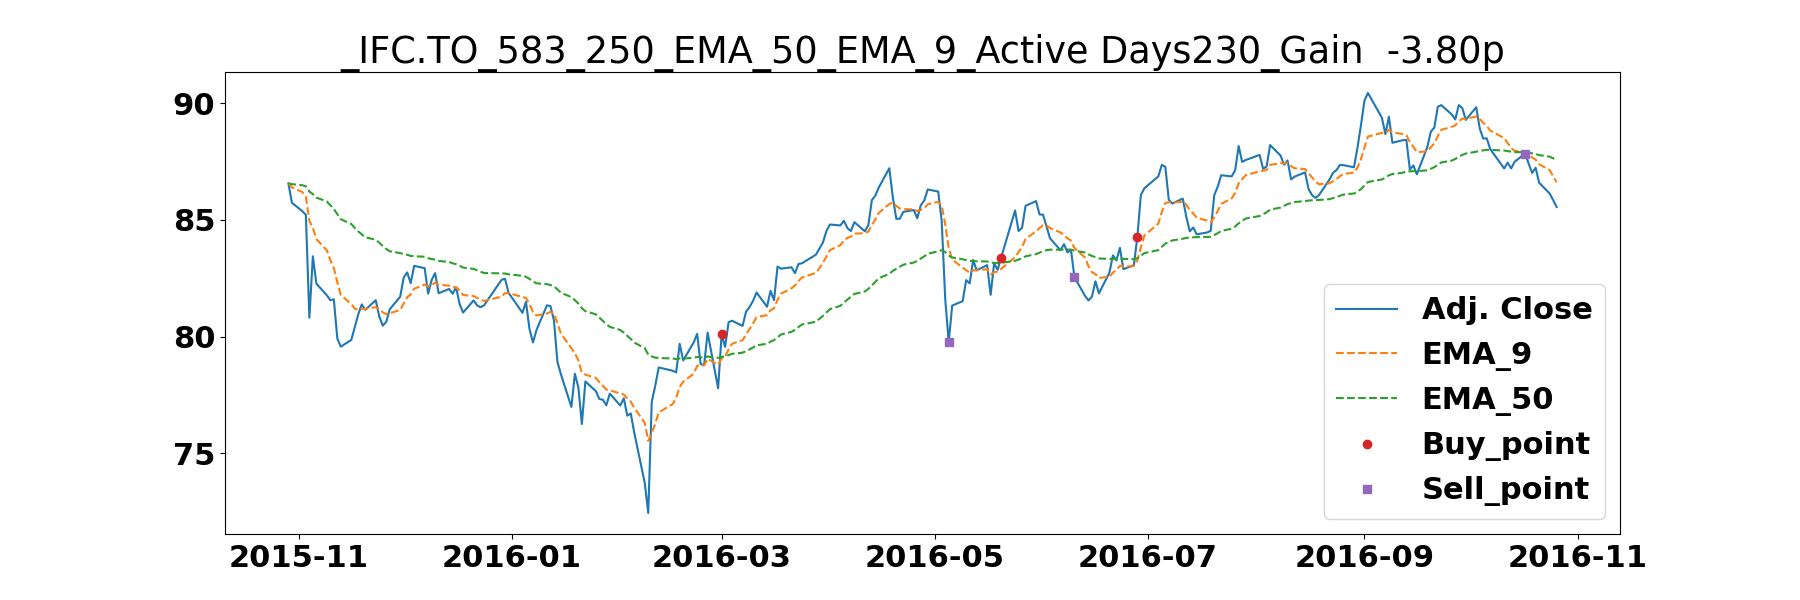 _IFC.TO_583_250_EMA_50_EMA_9_Active Days230_Gain  -3.80p
90
85
80
75
Adj. Close
EMA_9
EMA_50
Buy_point
Sell_point
2015-11 2016-01 2016-03 2016-05 2016-07 2016-09 2016-11